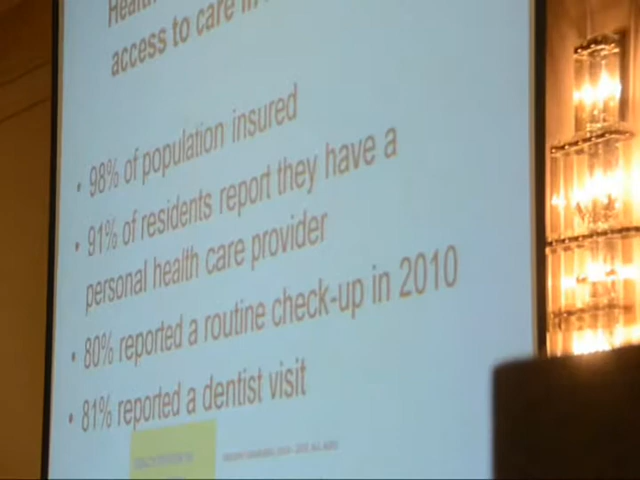 Health
access to care in
• 98% of population insured
• 91% of residents report they have a
personal health care provider
• 80% reported a routine check-up in 2010
• 81% reported a dentist visit